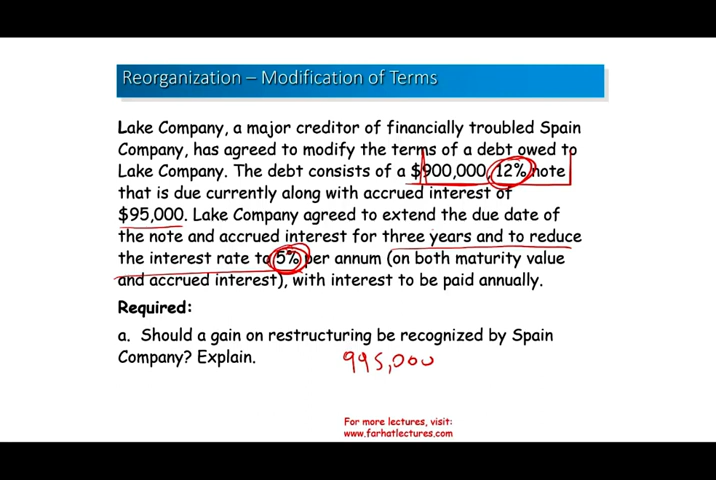 Reorganization – Modification of Terms
Lake Company, a major creditor of financially troubled Spain
Company, has agreed to modify the terms of a debt owed to
Lake Company. The debt consists of a $900,000, 12% note
that is due currently along with accrued interest of
$95,000. Lake Company agreed to extend the due date of
the note and accrued interest for three years and to reduce
the interest rate to 5% per annum (on both maturity value
and accrued interest), with interest to be paid annually.
Required:
a. Should a gain on restructuring be recognized by Spain
Company? Explain.
995,000
For more lectures, visit:
www.farhatlectures.com